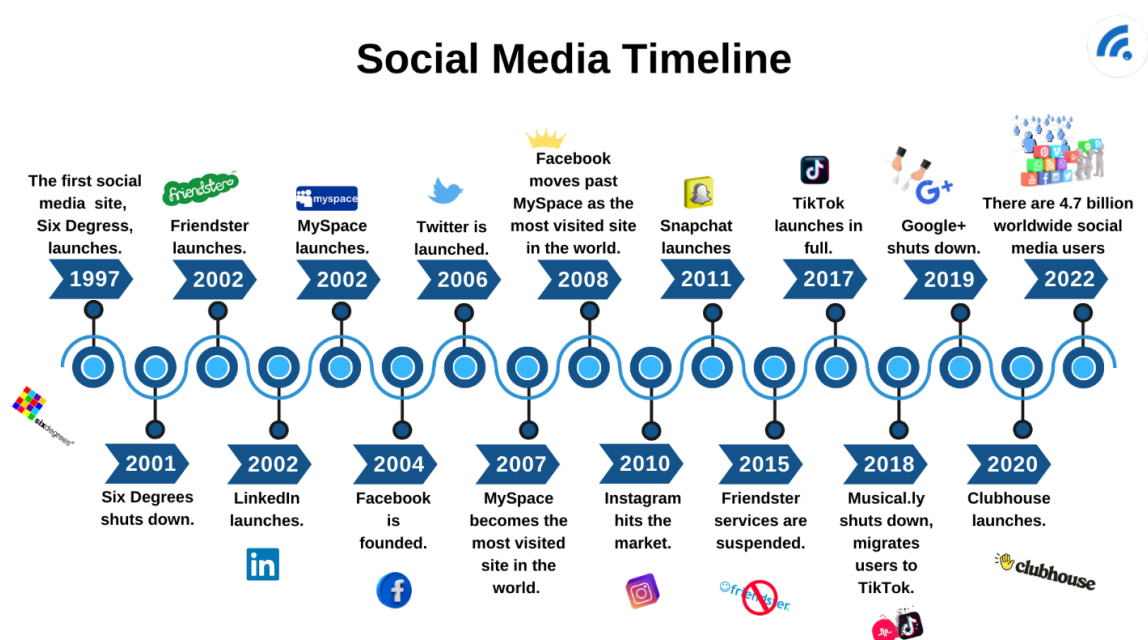 Social Media Timeline
The first social
media site,
Six Degress,
launches.
1997
friendster
Friendster
launches.
2002
myspace
MySpace
launches.
2002
Twitter is
launched.
2006
Facebook
moves past
MySpace as the
most visited site
in the world.
2008
Snapchat
launches
2011
TikTok
launches in
full.
2017
G+
Google+
shuts down.
2019
There are 4.7 billion
worldwide social
media users
2022
sixdegrees
2001
Six Degrees
shuts down.
2002
LinkedIn
launches.
in
2004
Facebook
is
founded.
f
2007
MySpace
becomes the
most visited
site in the
world.
2010
Instagram
hits the
market.
2015
Friendster
services are
suspended.
friendster
2018
Musical.ly
shuts down,
migrates
users to
TikTok.
2020
Clubhouse
launches.
clubhouse